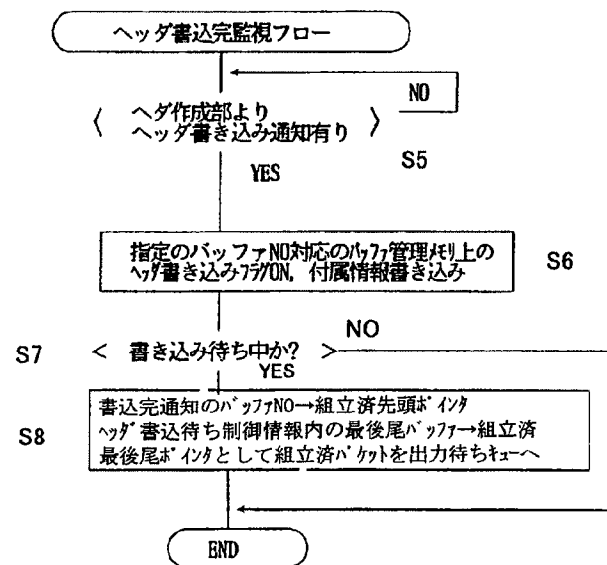 ヘッダ書込完監視フロー
NO
ヘダ作成部より
ヘッダ書き込み通知有り
S5
YES
指定のバッファNO対応のバッファ管理メモリ上の
ヘッダ書き込みフラグON, 付属情報書き込み
S6
NO
S7
書き込み待ち中か?
YES
書込完通知のバッファNO→組立済先頭ポインタ
S8
ヘッダ書込待ち制御情報内の最後尾バッファ→組立済
最後尾ポインタとして組立済パケットを出力待ちキューへ
END